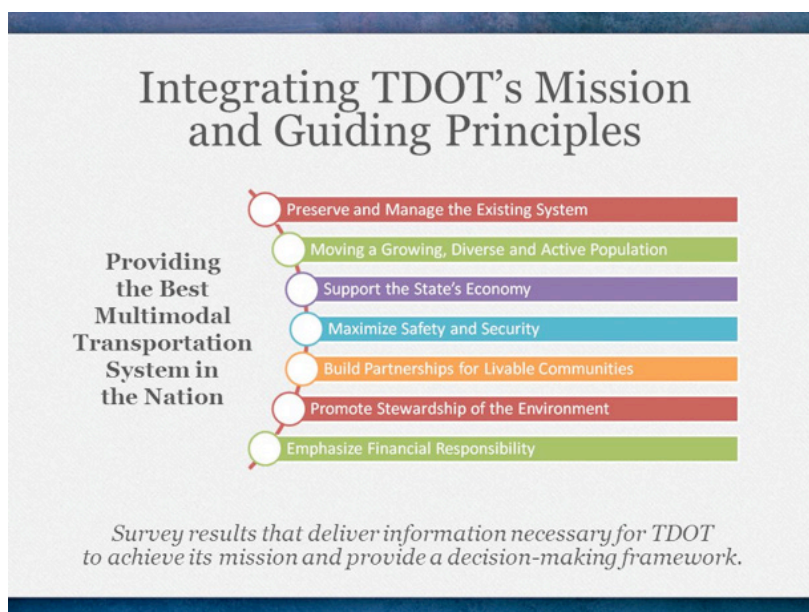 Integrating TDOT's Mission
and Guiding Principles
Providing
the Best
Multimodal
Transportation
System in
the Nation
Preserve and Manage the Existing System
Moving a Growing, Diverse and Active Population
Support the State's Economy
Maximize Safety and Security
Build Partnerships for Livable Communities
Promote Stewardship of the Environment
Emphasize Financial Responsibility
Survey results that deliver information necessary for TDOT
to achieve its mission and provide a decision-making framework.